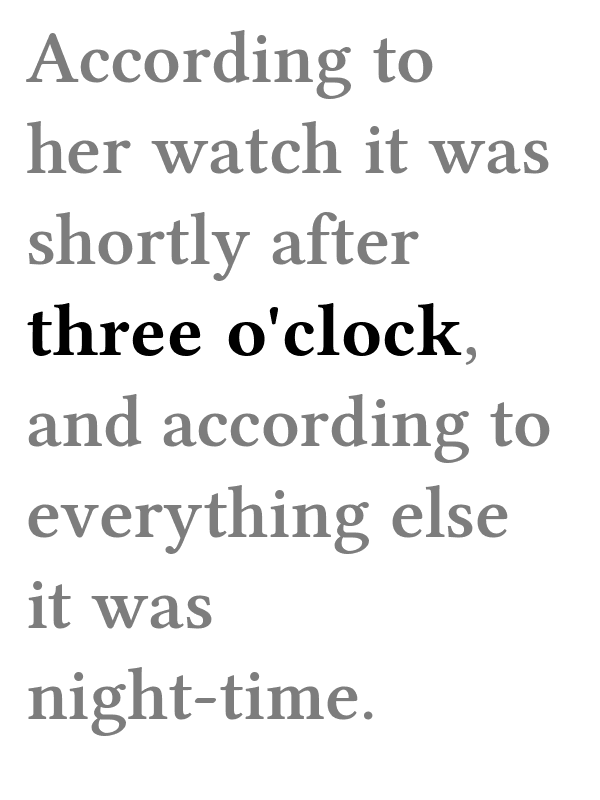 According to
her watch it was
shortly after
three o'clock,
and according to
everything else
it was
night-time.